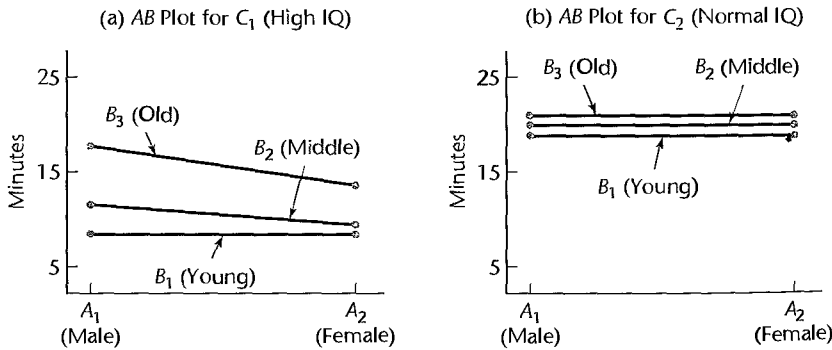 (a) AB Plot for C₁ (High IQ)
25
15
5
Minutes
B₃ (Old)
B₂ (Middle)
B₁ (Young)
A₁
(Male)
A₂
(Female)
(b) AB Plot for C₂ (Normal IQ)
25
15
5
Minutes
B₃ (Old)
B₂ (Middle)
B₁ (Young)
A₁
(Male)
A₂
(Female)